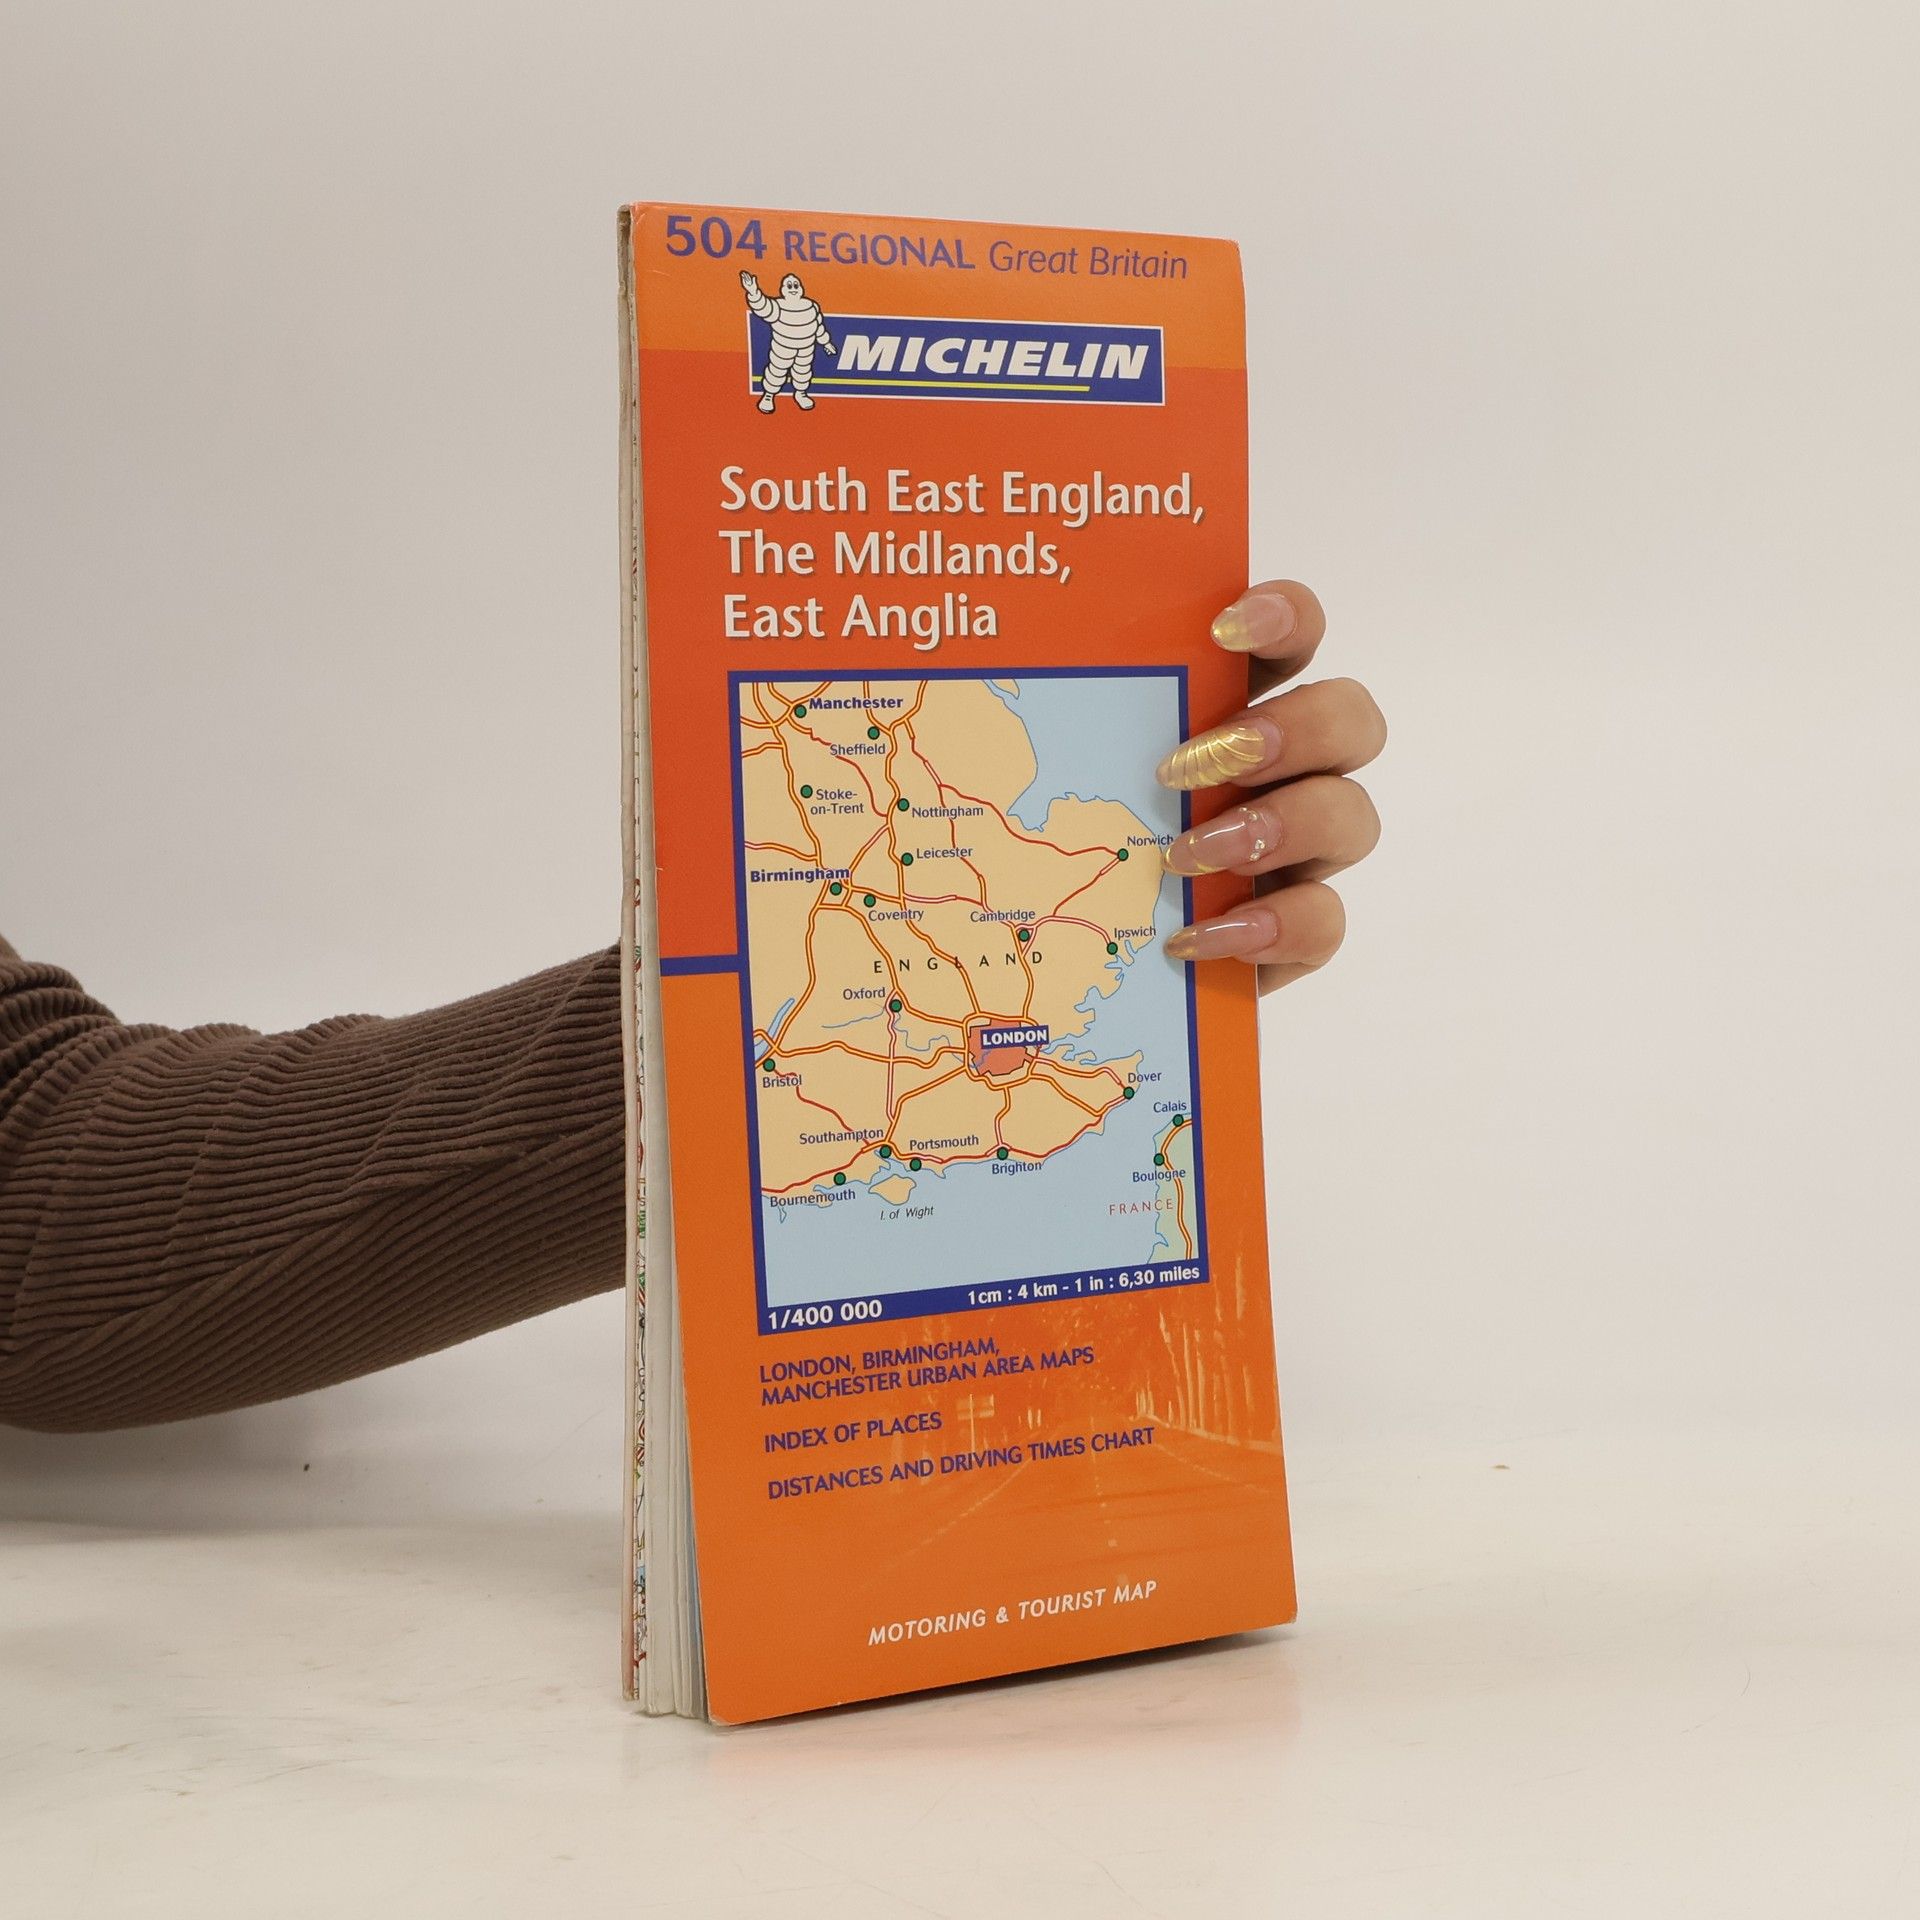 504 REGIONAL Great Britain
MICHELIN
South East England,
The Midlands,
East Anglia
Manchester
Sheffield
Stoke-
on-Trent
Nottingham
Norwich
Leicester
Birmingham
Coventry
Cambridge
Ipswich
ENGLAND
Oxford
LONDON
Bristol
Dover
Calais
Southampton
Portsmouth
Brighton
Boulogne
Bournemouth
I. of Wight
FRANCE
1/400 000
1cm : 4 km - 1 in : 6,30 miles
LONDON, BIRMINGHAM,
MANCHESTER URBAN AREA MAPS
INDEX OF PLACES
DISTANCES AND DRIVING TIMES CHART
MOTORING & TOURIST MAP